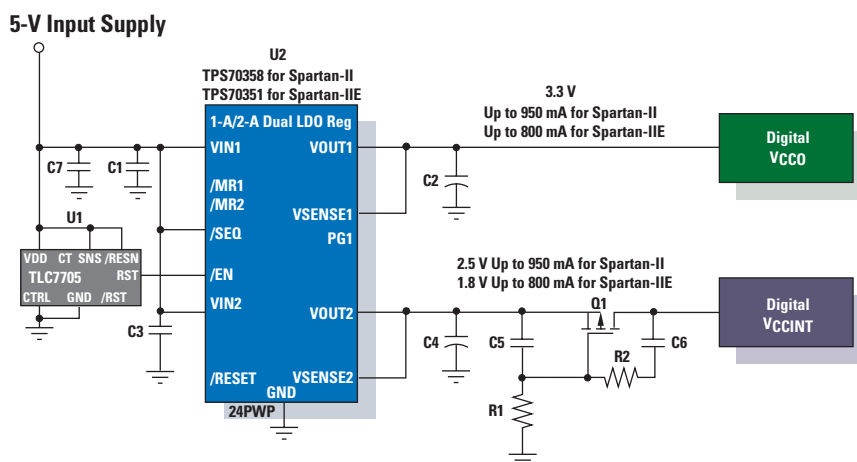 5-V Input Supply
U2
TPS70358 for Spartan-II
TPS70351 for Spartan-IIE
1-A/2-A Dual LDO Reg
VIN1
VOUT1
/MR1
/MR2
VSENSE1
/SEQ
PG1
/EN
VIN2
VOUT2
/RESET
VSENSE2
GND
24PWP
C7
C1
U1
VDD CT SNS /RESN
TLC7705
RST
CTRL GND /RST
C3
3.3 V
Up to 950 mA for Spartan-II
Up to 800 mA for Spartan-IIE
C2
Digital
VCCO
2.5 V Up to 950 mA for Spartan-II
1.8 V Up to 800 mA for Spartan-IIE
Q1
C4
C5
C6
R2
R1
Digital
VCCINT